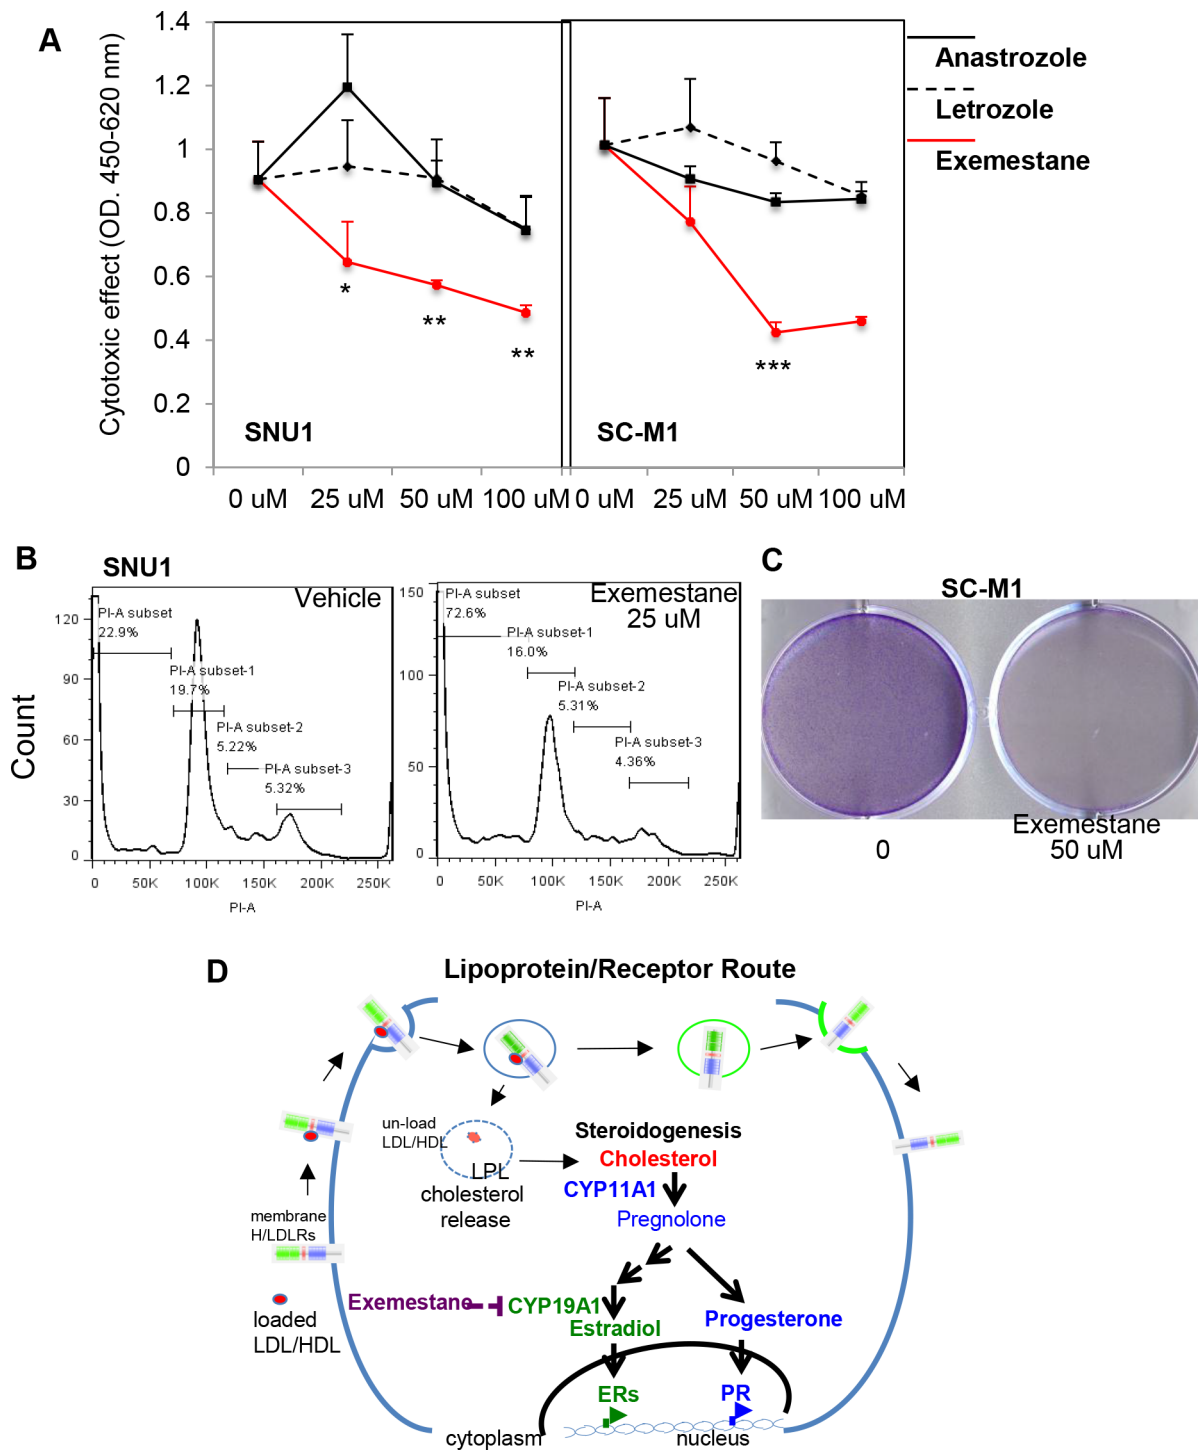 A
Cytotoxic effect (OD. 450-620 nm)
1.4
1.2
1
0.8
0.6
0.4
0.2
0
*
**
**
SNU1
0 uM 25 uM 50 uM 100 uM
***
SC-M1
0 uM 25 uM 50 uM 100 uM
Anastrozole
Letrozole
Exemestane
B
SNU1
Count
Vehicle
120
90
60
30
0
PI-A subset
22.9%
PI-A subset-1
19.7%
PI-A subset-2
5.22%
PI-A subset-3
5.32%
0 50K 100K 150K 200K 250K
PI-A
Exemestane
25 uM
150
100
50
0
PI-A subset
72.6%
PI-A subset-1
16.0%
PI-A subset-2
5.31%
PI-A subset-3
4.36%
0 50K 100K 150K 200K 250K
PI-A
C
SC-M1
0
Exemestane
50 uM
D
Lipoprotein/Receptor Route
un-load
LDL/HDL
LPL
cholesterol
release
membrane
H/LDLRs
loaded
LDL/HDL
Steroidogenesis
Cholesterol
CYP11A1
Pregnolone
Exemestane
CYP19A1
Estradiol
Progesterone
ERs
PR
cytoplasm
nucleus